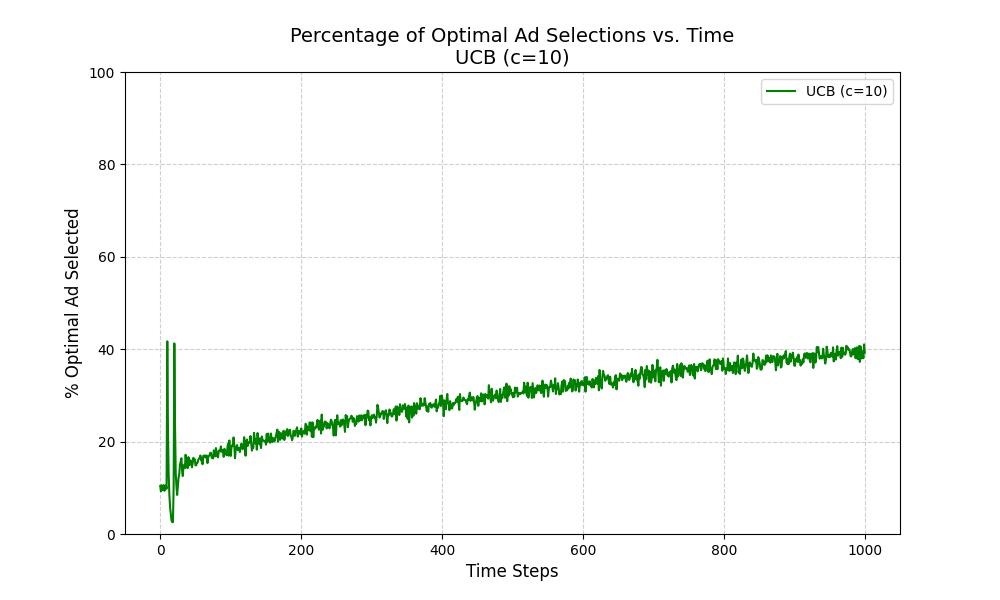 Percentage of Optimal Ad Selections vs. Time
UCB (c=10)
UCB (c=10)
% Optimal Ad Selected
100
80
60
40
20
0
0 200 400 600 800 1000
Time Steps